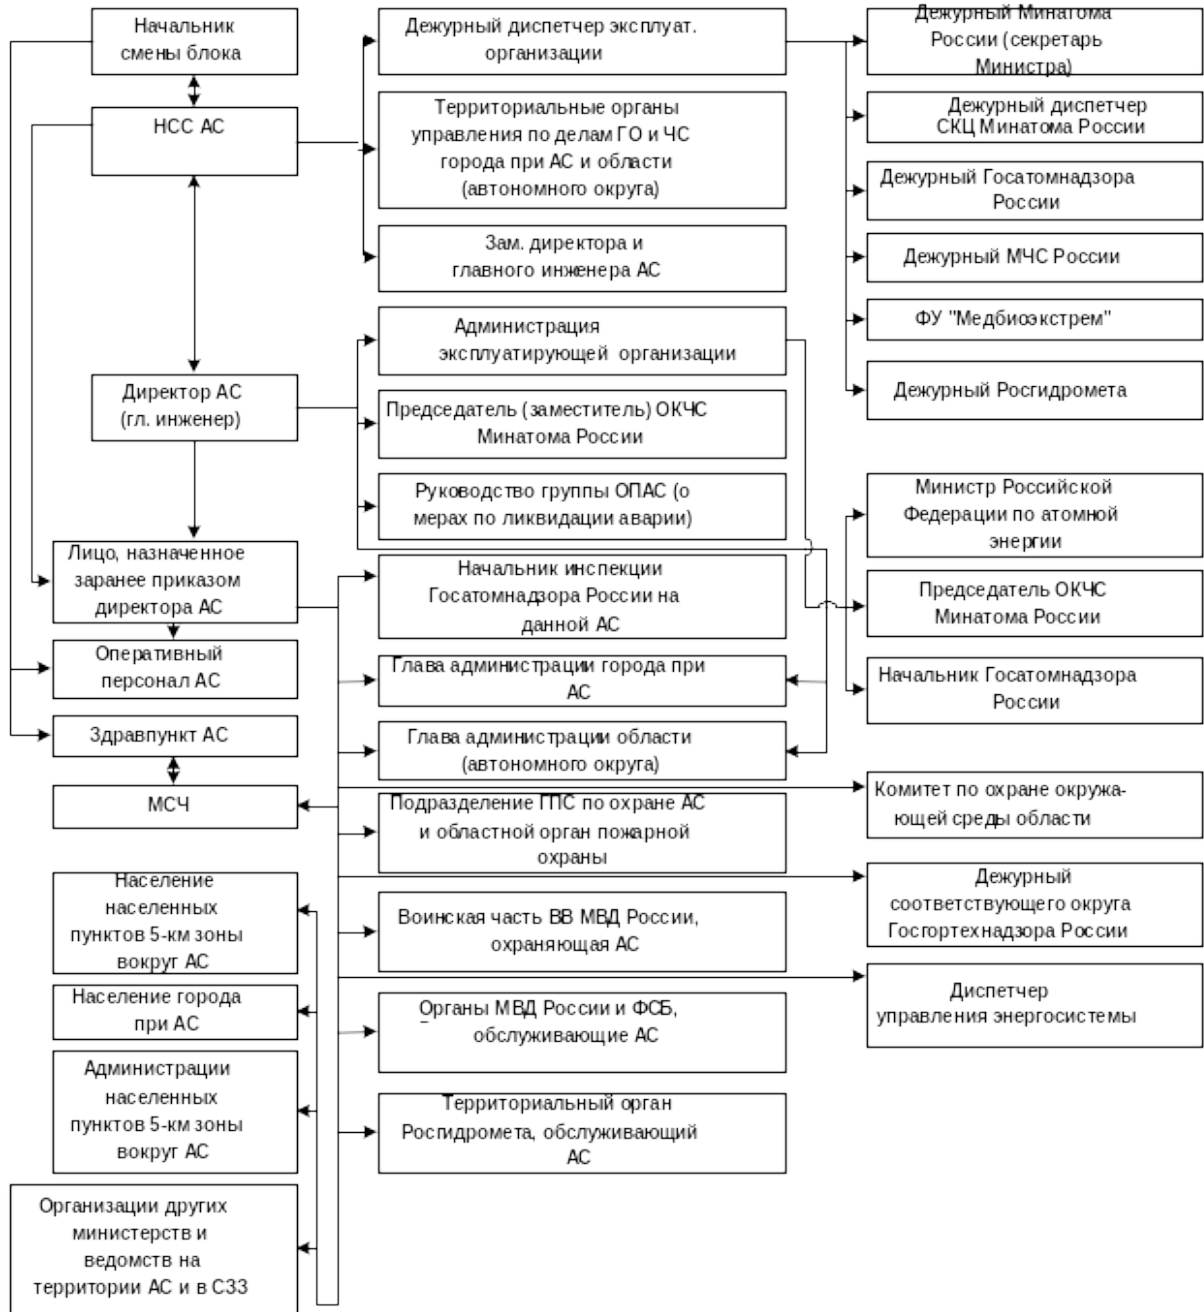 Начальник
смены блока
НСС АС
Директор АС
(гл. инженер)
Лицо, назначенное
заранее приказом
директора АС
Оперативный
персонал АС
Здравпункт АС
МСЧ
Население
населенных
пунктов 5-км зоны
вокруг АС
Население города
при АС
Администрации
населенных
пунктов 5-км зоны
вокруг АС
Организации других
министерств и
ведомств на
территории АС и в СЗЗ
Дежурный диспетчер эксплуат.
организации
Территориальные органы
управления по делам ГО и ЧС
города при АС и области
(автономного округа)
Зам. директора и
главного инженера АС
Администрация
эксплуатирующей организации
Председатель (заместитель) ОКЧС
Минатома России
Руководство группы ОПАС (о
мерах по ликвидации аварии)
Начальник инспекции
Госатомнадзора России на
данной АС
Глава администрации города при
АС
Глава администрации области
(автономного округа)
Подразделение ГПС по охране АС
и областной орган пожарной
охраны
Воинская часть ВВ МВД России,
охраняющая АС
Органы МВД России и ФСБ,
обслуживающие АС
Территориальный орган
Росгидромета, обслуживающий
АС
Дежурный Минатома
России (секретарь
Министра)
Дежурный диспетчер
СКЦ Минатома России
Дежурный Госатомнадзора
России
Дежурный МЧС России
ФУ "Медбиоэкстрем"
Дежурный Росгидромета
Министр Российской
Федерации по атомной
энергии
Председатель ОКЧС
Минатома России
Начальник Госатомнадзора
России
Комитет по охране окружа-
ющей среды области
Дежурный
соответствующего округа
Госгортехнадзора России
Диспетчер
управления энергосистемы